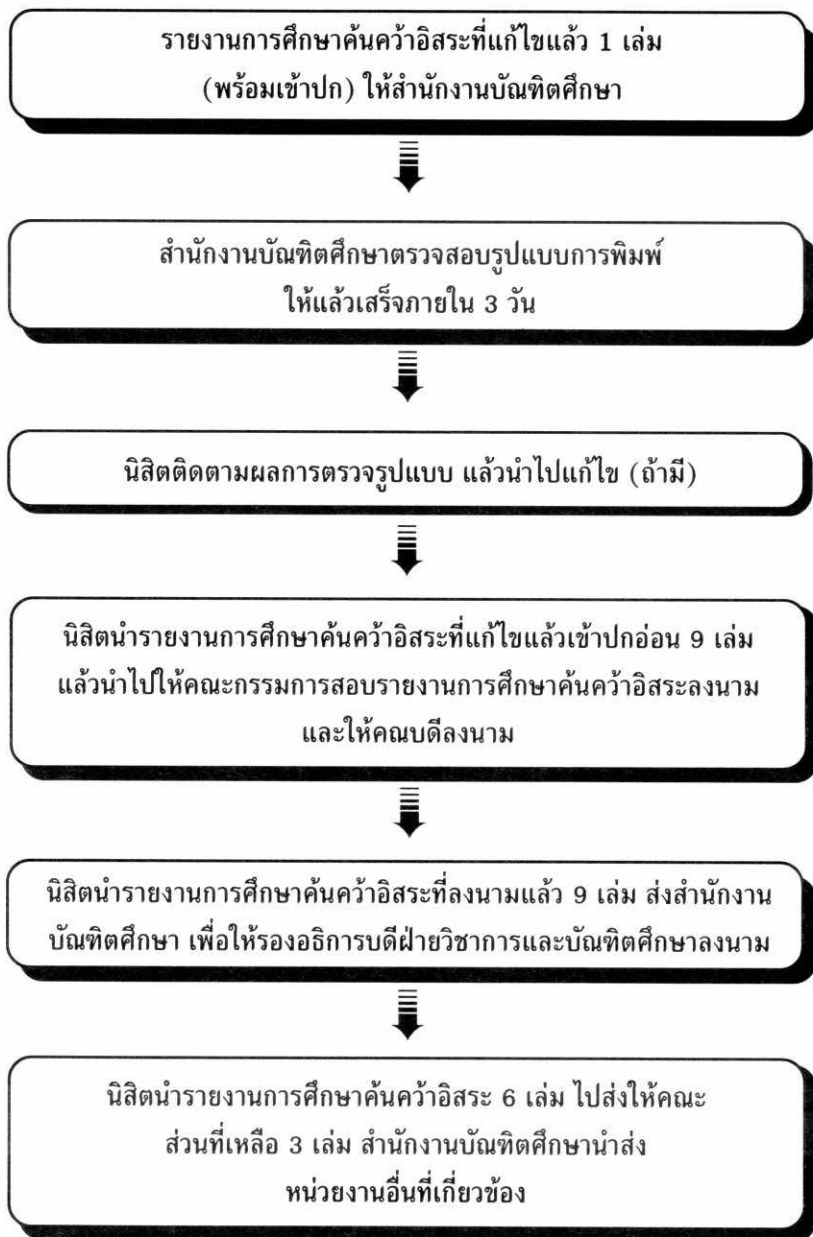 รายงานการศึกษาค้นคว้าอิสระที่แก้ไขแล้ว 1 เล่ม
(พร้อมเข้าปก) ให้สำนักงานบัณฑิตศึกษา
สำนักงานบัณฑิตศึกษาตรวจสอบรูปแบบการพิมพ์
ให้แล้วเสร็จภายใน 3 วัน
นิสิตติดตามผลการตรวจรูปแบบ แล้วนำไปแก้ไข (ถ้ามี)
นิสิตนำรายงานการศึกษาค้นคว้าอิสระที่แก้ไขแล้วเข้าปกอ่อน 9 เล่ม
แล้วนำไปให้คณะกรรมการสอบรายงานการศึกษาค้นคว้าอิสระลงนาม
และให้คณบดีลงนาม
นิสิตนำรายงานการศึกษาค้นคว้าอิสระที่ลงนามแล้ว 9 เล่ม ส่งสำนักงาน
บัณฑิตศึกษา เพื่อให้รองอธิการบดีฝ่ายวิชาการและบัณฑิตศึกษาลงนาม
นิสิตนำรายงานการศึกษาค้นคว้าอิสระ 6 เล่ม ไปส่งให้คณะ
ส่วนที่เหลือ 3 เล่ม สำนักงานบัณฑิตศึกษานำส่ง
หน่วยงานอื่นที่เกี่ยวข้อง